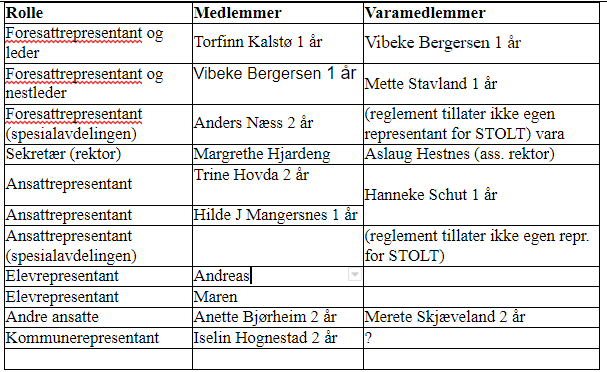 Rolle Medlemmer Varamedlemmer
Foresattrepresentant og
leder
Torfinn Kalstø 1 år
Vibeke Bergersen 1 år
Foresattrepresentant og
nestleder
Vibeke Bergersen 1 år
Mette Stavland 1 år
Foresattrepresentant
(spesialavdelingen)
Anders Næss 2 år
(reglement tillater ikke egen
representant for STOLT) vara
Sekretær (rektor) Margrethe Hjardeng Aslaug Hestnes (ass. rektor)
Ansattrepresentant
Trine Hovda 2 år
Hanneke Schut 1 år
Ansattrepresentant Hilde J Mangersnes 1 år
Ansattrepresentant
(spesialavdelingen)
(reglement tillater ikke egen repr.
for STOLT)
Elevrepresentant Andreas
Elevrepresentant Maren
Andre ansatte Anette Bjørheim 2 år Merete Skjæveland 2 år
Kommunerepresentant Iselin Hognestad 2 år ?